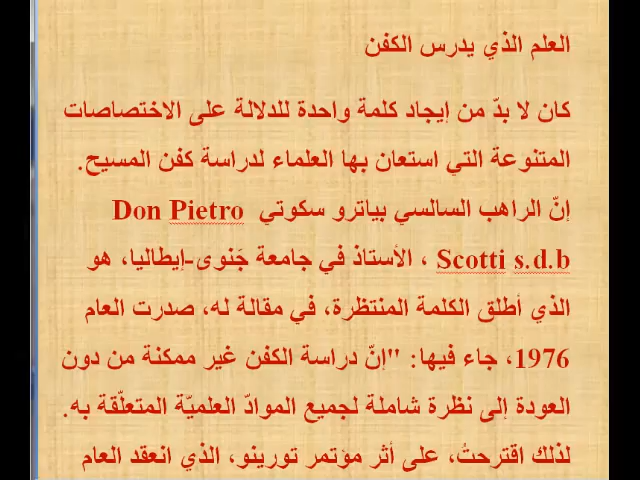 العلم الذي يدرس الكفن
كان لا بدّ من إيجاد كلمة واحدة للدلالة على الاختصاصات
المتنوعة التي استعان بها العلماء لدراسة كفن المسيح.
إنّ الراهب السالسي بياترو سكوتي Don Pietro
Scotti s.d.b ، الأستاذ في جامعة جَنوى-إيطاليا، هو
الذي أطلق الكلمة المنتظرة، في مقالة له، صدرت العام
1976، جاء فيها: "إنّ دراسة الكفن غير ممكنة من دون
العودة إلى نظرة شاملة لجميع الموادّ العلميّة المتعلّقة به.
لذلك اقترحتُ، على أثر مؤتمر تورينو، الذي انعقد العام